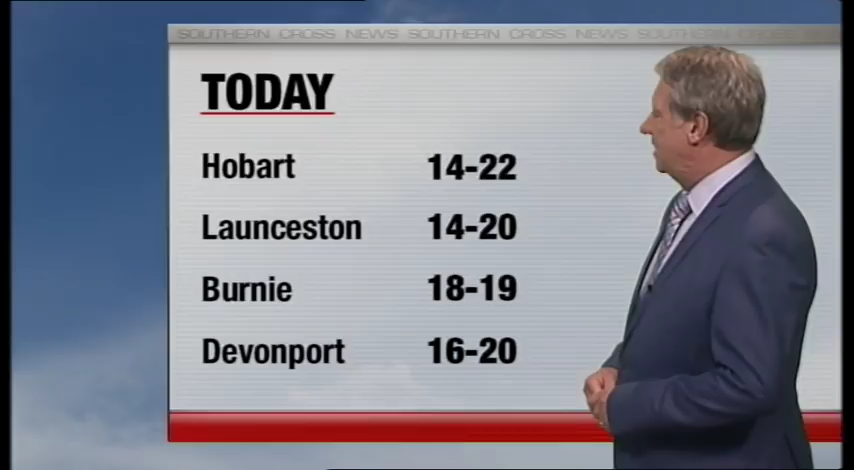 SOUTHERN CROSS NEWS SOUTHERN CROSS NEWS SOUTHERN CROSS
TODAY
Hobart 14-22
Launceston 14-20
Burnie 18-19
Devonport 16-20